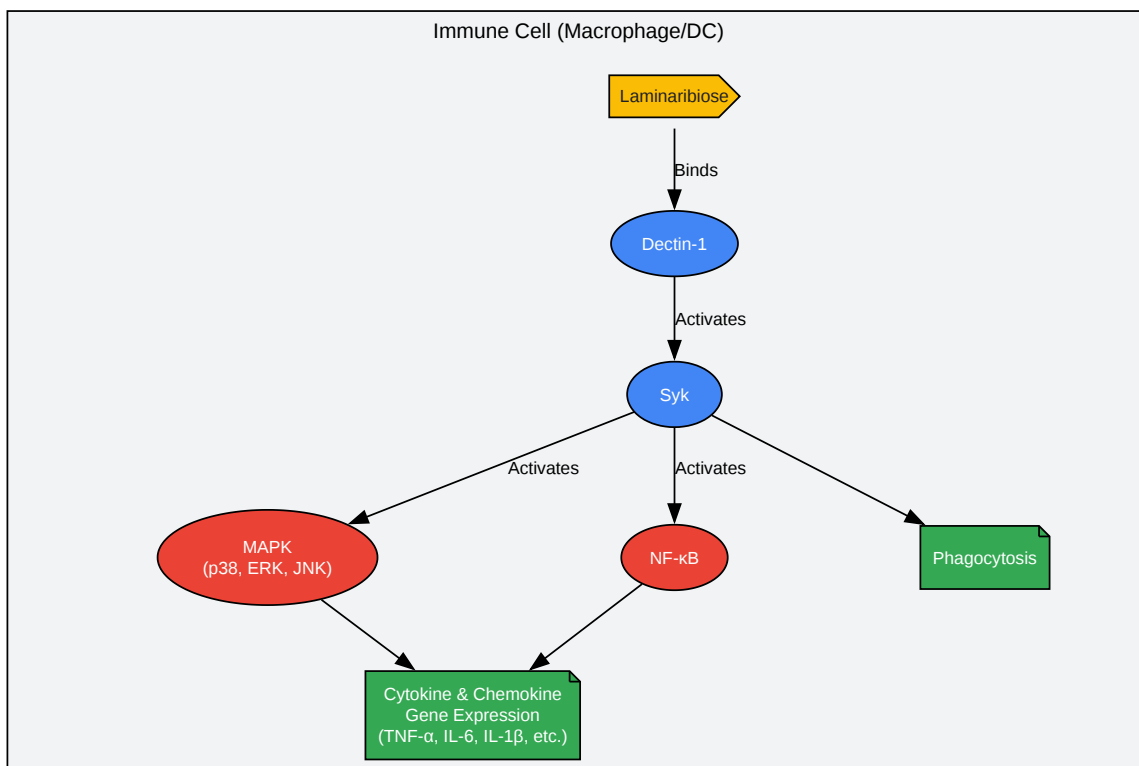 Immune Cell (Macrophage/DC)
Laminaribiose
Binds
Dectin-1
Activates
Syk
Activates
Activates
MAPK
(p38, ERK, JNK)
NF-κB
Phagocytosis
Cytokine & Chemokine
Gene Expression
(TNF-α, IL-6, IL-1β, etc.)